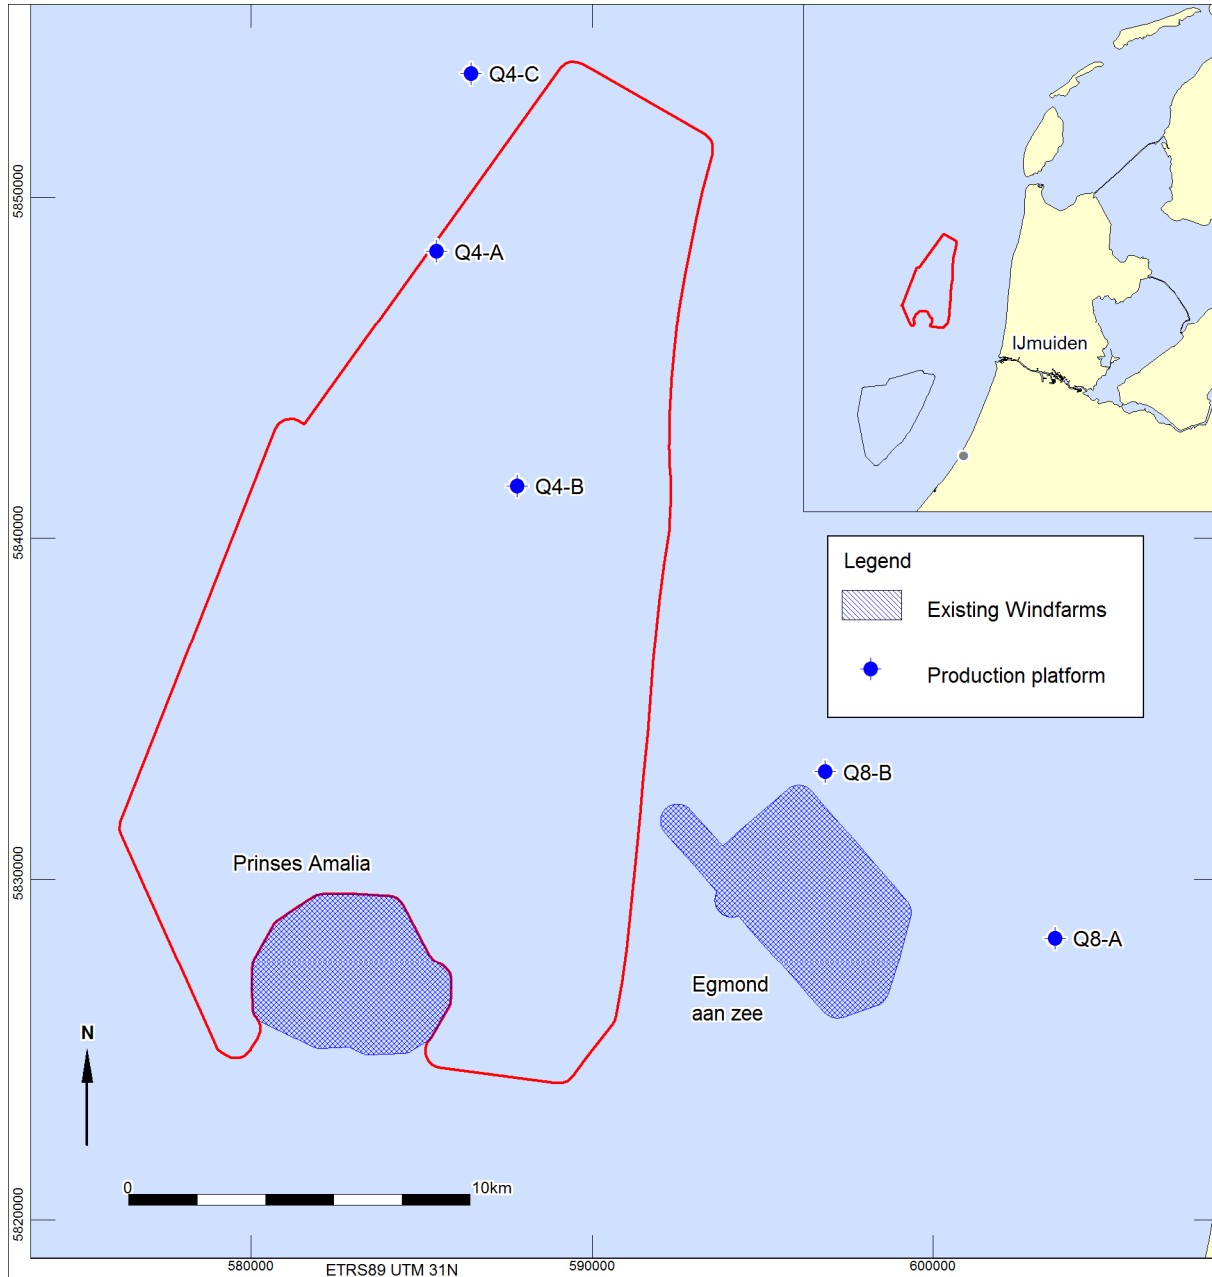 Q4-C
5850000
Q4-A
IJmuiden
Q4-B
5840000
Legend
Existing Windfarms
Production platform
Q8-B
Prinses Amalia
5830000
Q8-A
Egmond
aan zee
N
0
10km
5820000
580000
590000
600000
ETRS89 UTM 31N